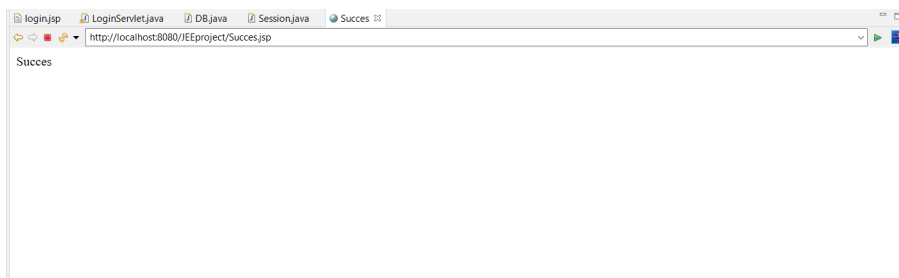 login.jsp LoginServlet.java DB.java Session.java Succes
http://localhost:8080/JEEproject/Succes.jsp
Succes